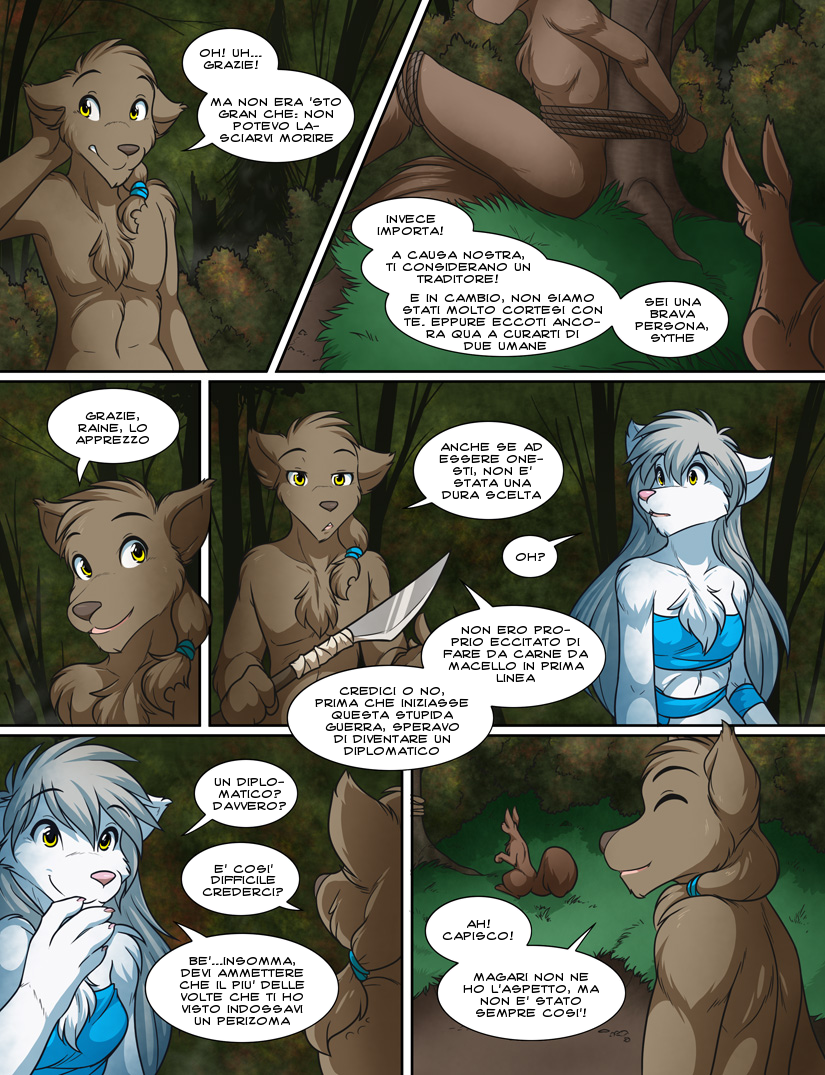 OH! UH...
GRAZIE!
MA NON ERA 'STO
GRAN CHE: NON
POTEVO LA-
SCIARVI MORIRE
INVECE
IMPORTA!
A CAUSA NOSTRA,
TI CONSIDERANO UN
TRADITORE!
E IN CAMBIO, NON SIAMO
STATI MOLTO CORTESI CON
TE. EPPURE ECCOTI ANCO-
RA QUA A CURARTI DI
DUE UMANE
SEI UNA
BRAVA
PERSONA,
SYTHE
GRAZIE,
RAINE, LO
APPREZZO
ANCHE SE AD
ESSERE ONE-
STI, NON E'
STATA UNA
DURA SCELTA
OH?
NON ERO PRO-
PRIO ECCITATO DI
FARE DA CARNE DA
MACELLO IN PRIMA
LINEA
CREDICI O NO,
PRIMA CHE INIZIASSE
QUESTA STUPIDA
GUERRA, SPERAVO
DI DIVENTARE UN
DIPLOMATICO
UN DIPLO-
MATICO?
DAVVERO?
E' COSI'
DIFFICILE
CREDERCI?
BE'...INSOMMA,
DEVI AMMETTERE
CHE IL PIU' DELLE
VOLTE CHE TI HO
VISTO INDOSSAVI
UN PERIZOMA
AH!
CAPISCO!
MAGARI NON NE
HO L'ASPETTO, MA
NON E' STATO
SEMPRE COSI'!